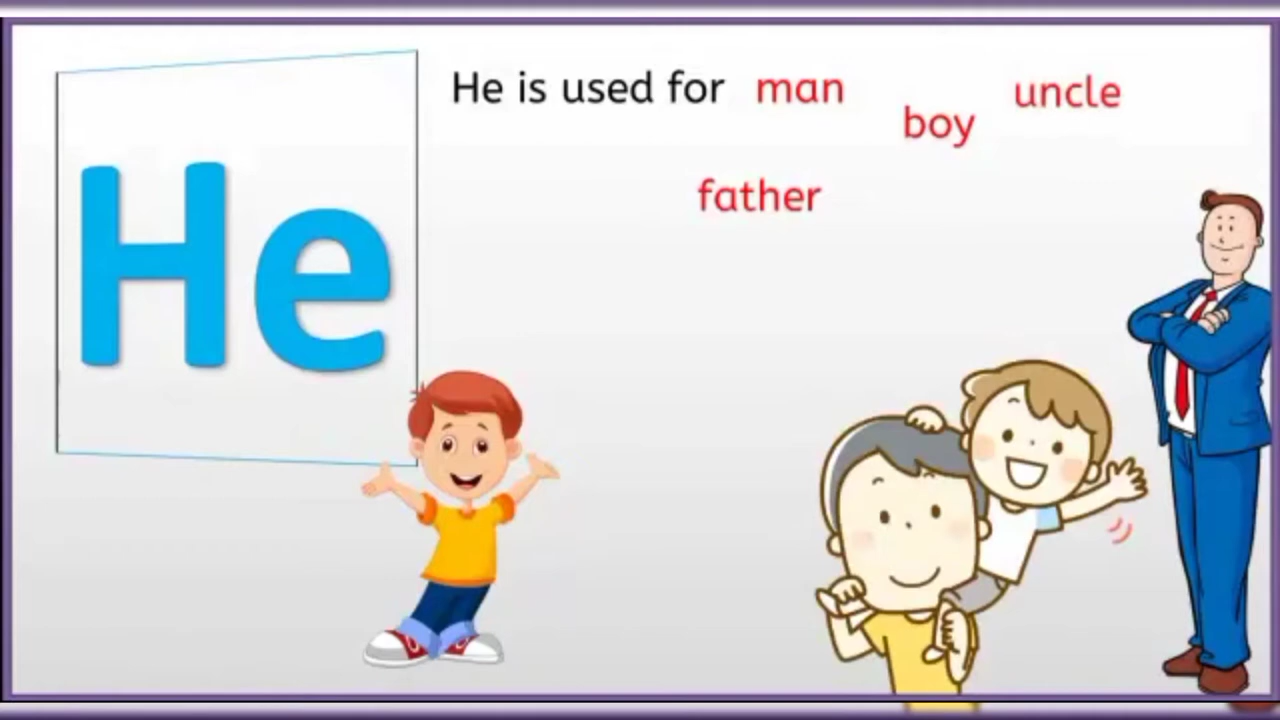 He
He is used for man
boy
uncle
father